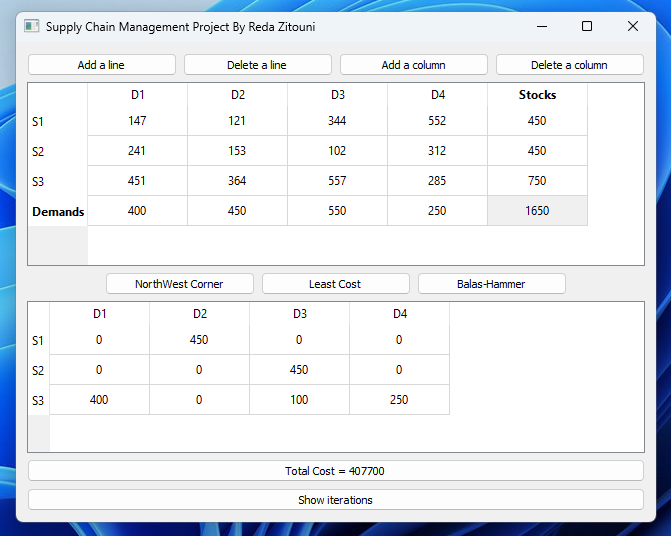 Supply Chain Management Project By Reda Zitouni
Add a line Delete a line Add a column Delete a column
D1 D2 D3 D4 Stocks
S1 147 121 344 552 450
S2 241 153 102 312 450
S3 451 364 557 285 750
Demands 400 450 550 250 1650
NorthWest Corner Least Cost Balas-Hammer
D1 D2 D3 D4
S1 0 450 0 0
S2 0 0 450 0
S3 400 0 100 250
Total Cost = 407700
Show iterations